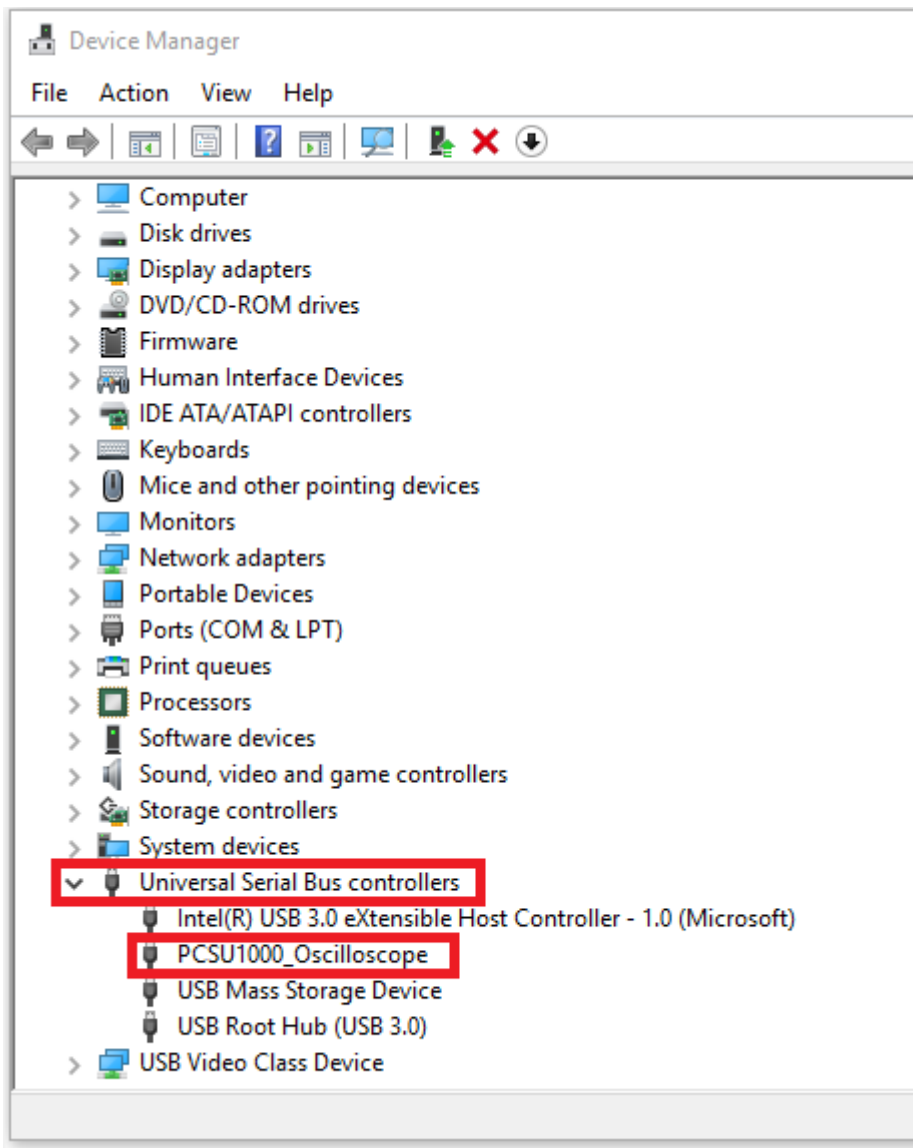 Device Manager
File Action View Help
Computer
Disk drives
Display adapters
DVD/CD-ROM drives
Firmware
Human Interface Devices
IDE ATA/ATAPI controllers
Keyboards
Mice and other pointing devices
Monitors
Network adapters
Portable Devices
Ports (COM & LPT)
Print queues
Processors
Software devices
Sound, video and game controllers
Storage controllers
System devices
Universal Serial Bus controllers
Intel(R) USB 3.0 eXtensible Host Controller - 1.0 (Microsoft)
PCSU1000_Oscilloscope
USB Mass Storage Device
USB Root Hub (USB 3.0)
USB Video Class Device